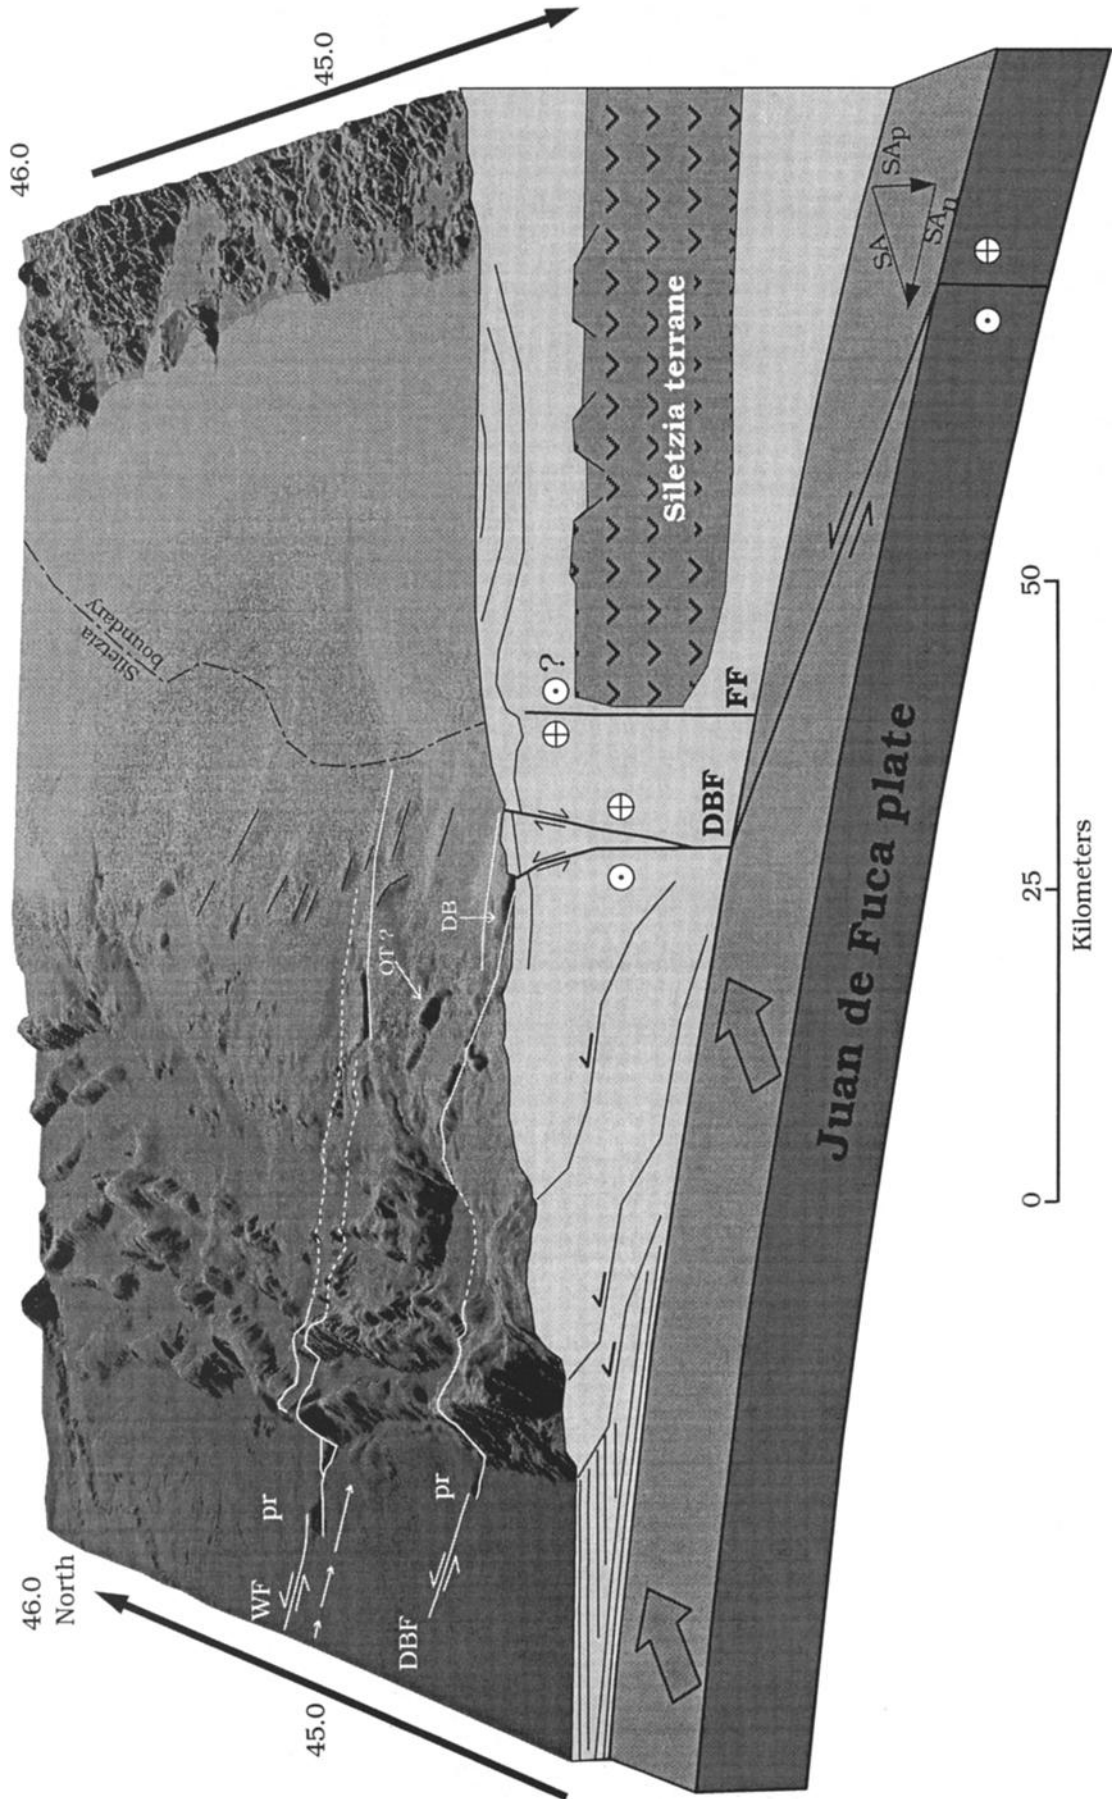 46.0
North
45.0
WF
pr
DBF
pr
46.0
45.0
Siletzia
boundary
OT ?
DB
?
FF
DBF
Siletzia terrane
SA
SAp
SAn
Juan de Fuca plate
0
25
50
Kilometers